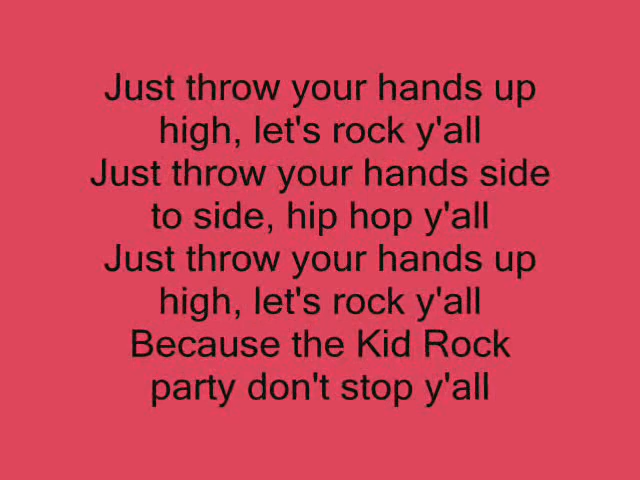 Just throw your hands up
high, let's rock y'all
Just throw your hands side
to side, hip hop y'all
Just throw your hands up
high, let's rock y'all
Because the Kid Rock
party don't stop y'all